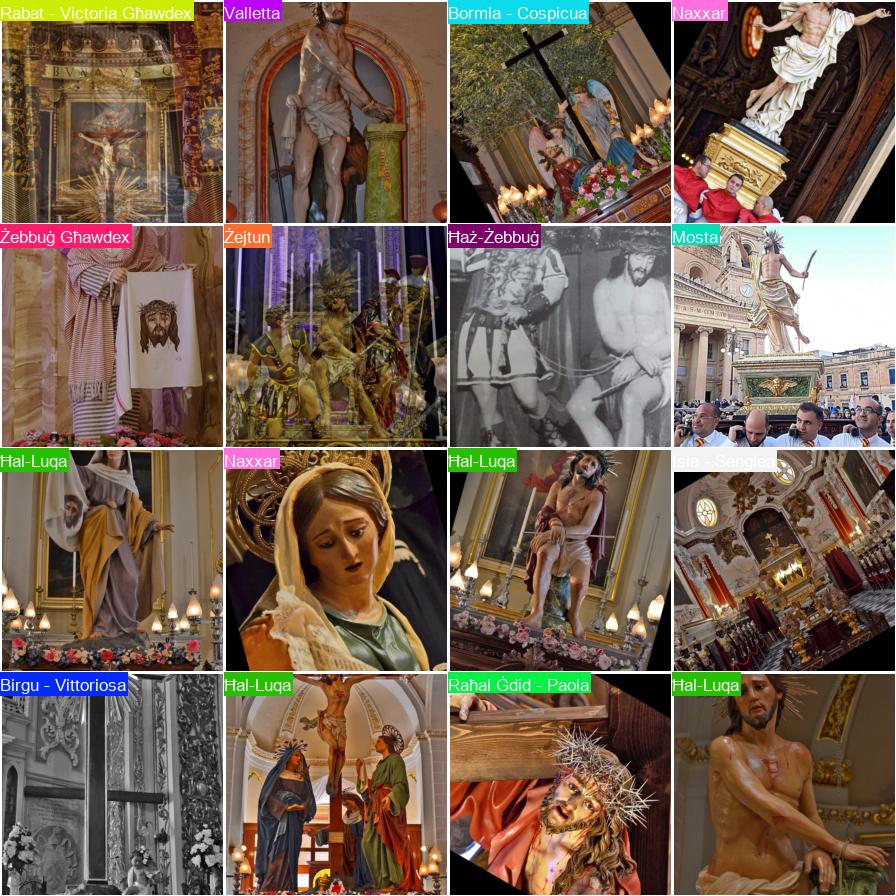 Rabat - Victoria Għawdex
Valletta
Bormla - Cospicua
Naxxar
Żebbuġ Għawdex
Żejtun
Ħaż-Żebbuġ
Mosta
Ħal-Luqa
Naxxar
Ħal-Luqa
Isla - Senglea
Birgu - Vittoriosa
Ħal-Luqa
Raħal Ġdid - Paola
Ħal-Luqa